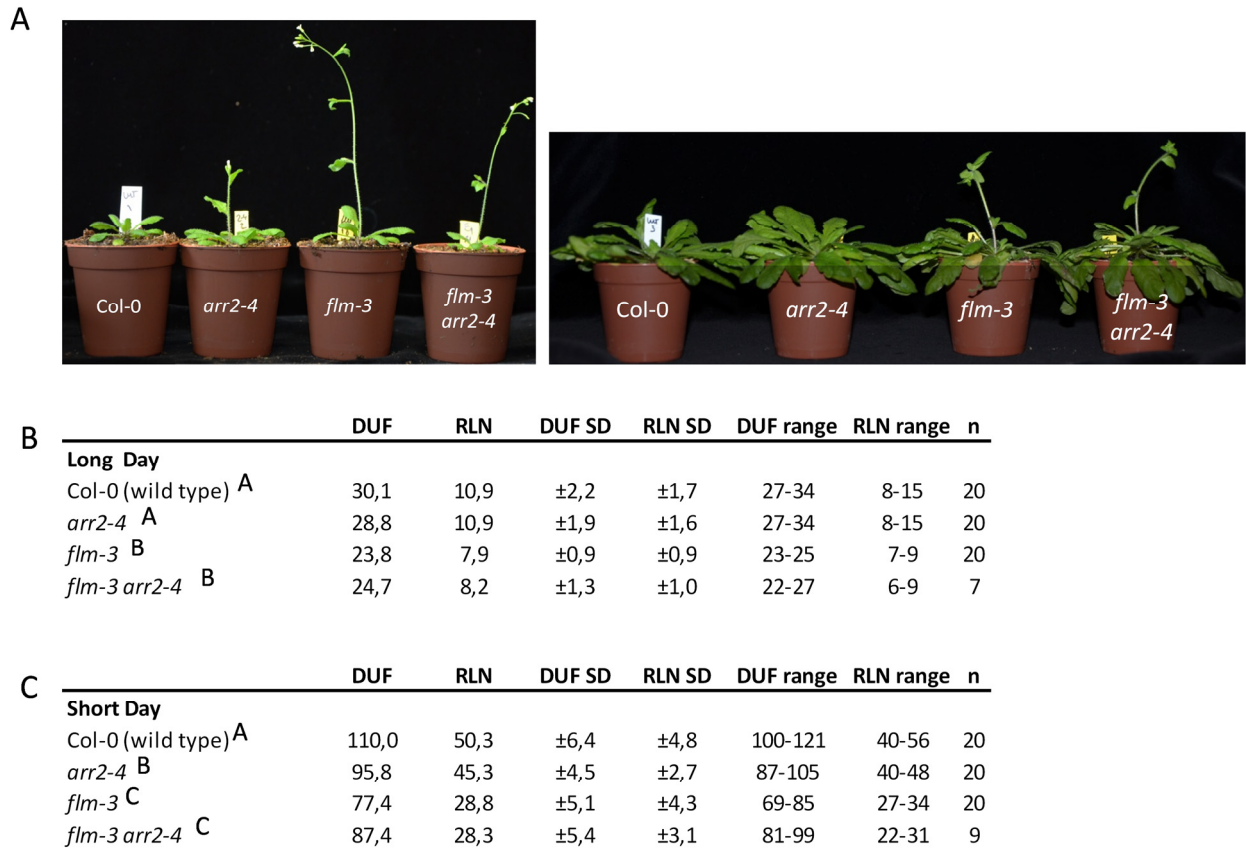 A
Col-0
arr2-4
flm-3
flm-3
arr2-4
Col-0
arr2-4
flm-3
flm-3
arr2-4
B
DUF RLN DUF SD RLN SD DUF range RLN range n
Long Day
Col-0 (wild type) A 30,1 10,9 ±2,2 ±1,7 27-34 8-15 20
arr2-4 A 28,8 10,9 ±1,9 ±1,6 27-34 8-15 20
flm-3 B 23,8 7,9 ±0,9 ±0,9 23-25 7-9 20
flm-3 arr2-4 B 24,7 8,2 ±1,3 ±1,0 22-27 6-9 7
C
DUF RLN DUF SD RLN SD DUF range RLN range n
Short Day
Col-0 (wild type) A 110,0 50,3 ±6,4 ±4,8 100-121 40-56 20
arr2-4 B 95,8 45,3 ±4,5 ±2,7 87-105 40-48 20
flm-3 C 77,4 28,8 ±5,1 ±4,3 69-85 27-34 20
flm-3 arr2-4 C 87,4 28,3 ±5,4 ±3,1 81-99 22-31 9